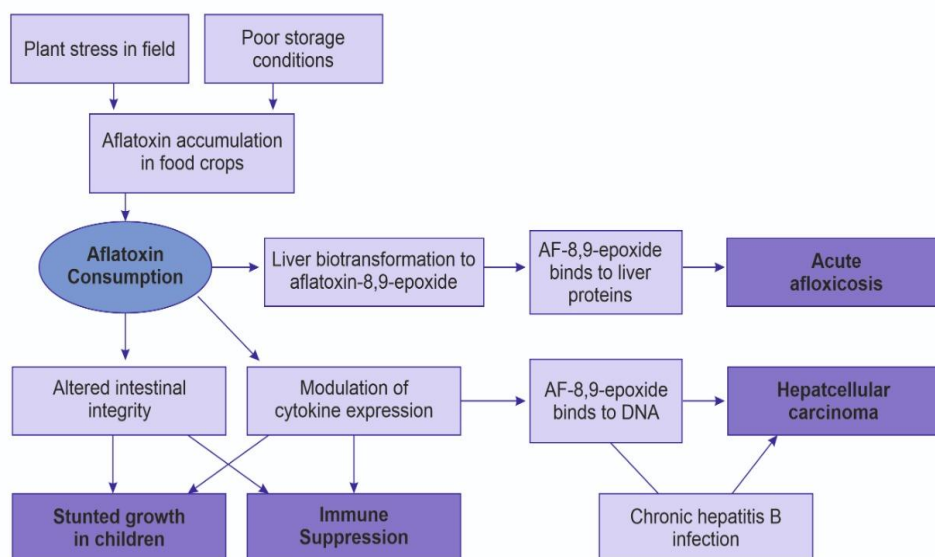 Plant stress in field
Poor storage
conditions
Aflatoxin accumulation
in food crops
Aflatoxin
Consumption
Liver biotransformation to
aflatoxin-8,9-epoxide
AF-8,9-epoxide
binds to liver
proteins
Acute
afloxicosis
Altered intestinal
integrity
Modulation of
cytokine expression
AF-8,9-epoxide
binds to DNA
Hepatcellular
carcinoma
Stunted growth
in children
Immune
Suppression
Chronic hepatitis B
infection